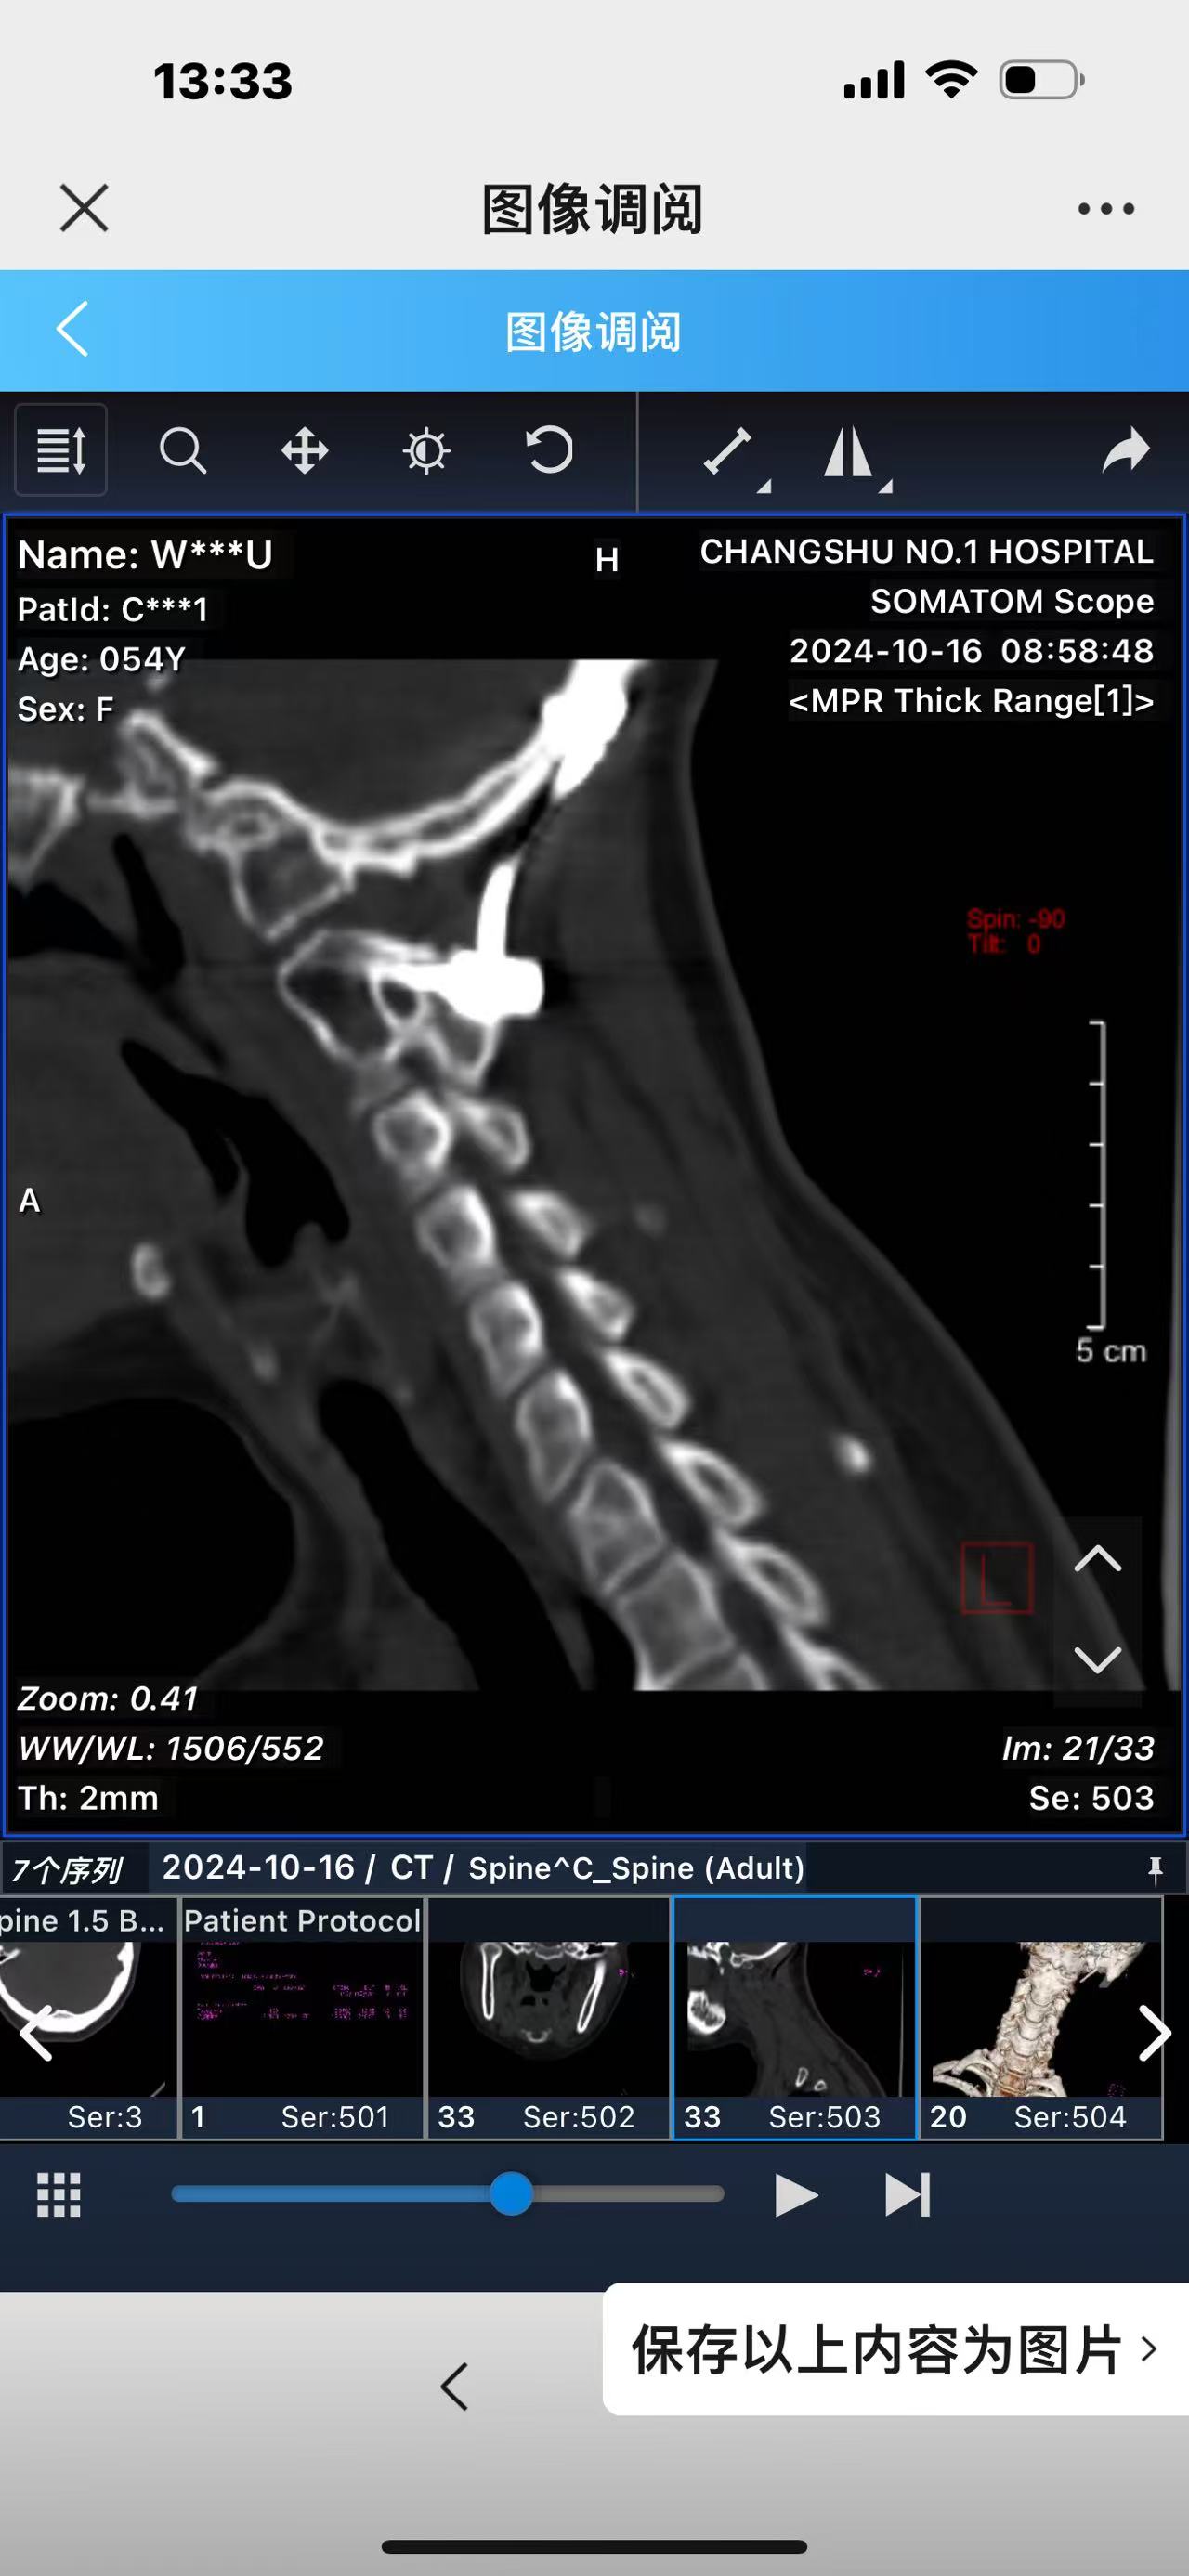 13:33
图像调阅
图像调阅
Name: W***U
PatId: C***1
Age: 054Y
Sex: F
H
CHANGSHU NO.1 HOSPITAL
SOMATOM Scope
2024-10-16 08:58:48
<MPR Thick Range[1]>
Spin: -90
Tilt: 0
A
5 cm
L
Zoom: 0.41
WW/WL: 1506/552
Th: 2mm
Im: 21/33
Se: 503
7个序列
2024-10-16 / CT / Spine^C_Spine (Adult)
pine 1.5 B...
Patient Protocol
Ser:3
1 Ser:501
33 Ser:502
33 Ser:503
20 Ser:504
保存以上内容为图片